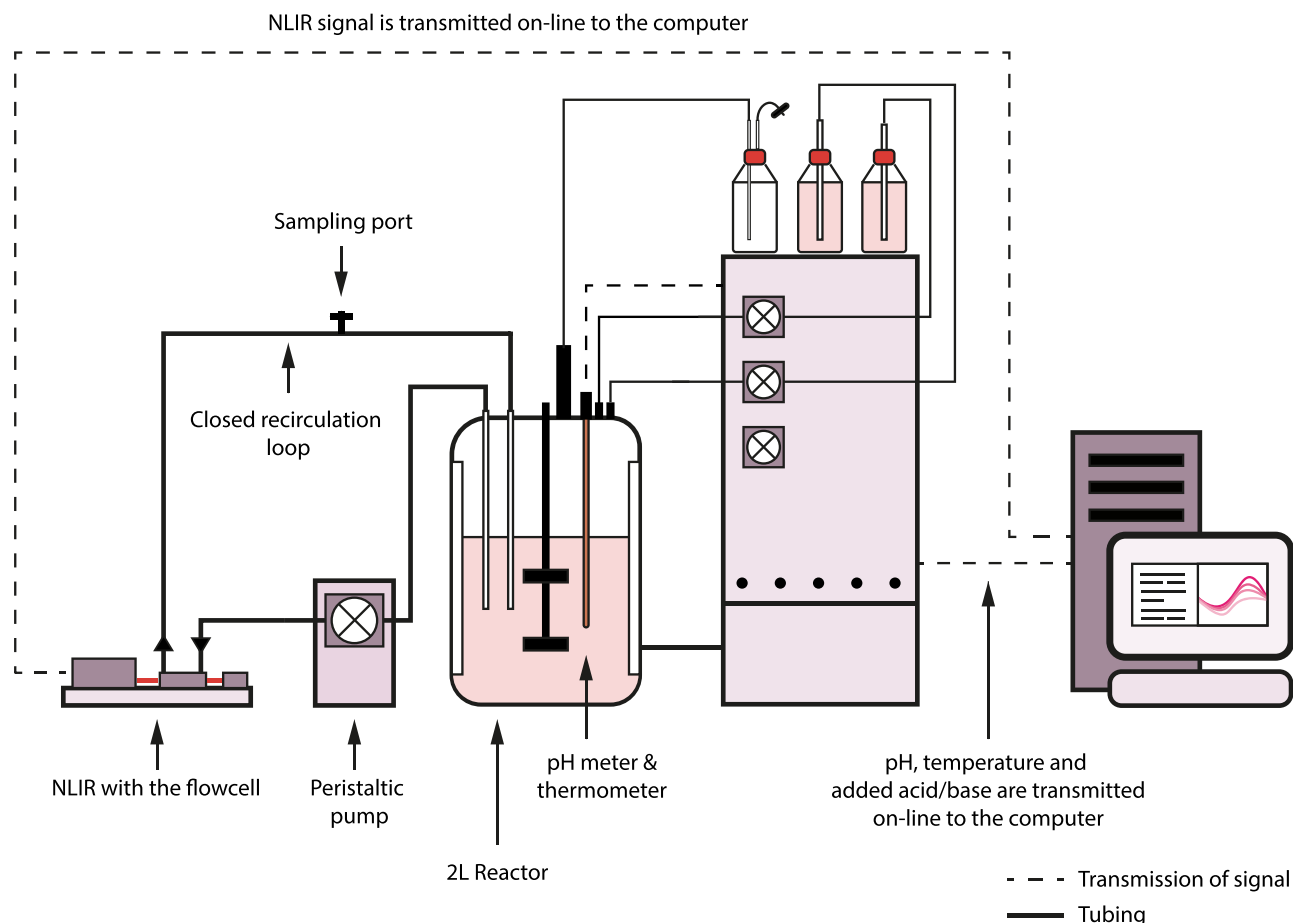 NLIR signal is transmitted on-line to the computer
Sampling port
Closed recirculation
loop
NLIR with the flowcell
Peristaltic
pump
pH meter &
thermometer
2L Reactor
pH, temperature and
added acid/base are transmitted
on-line to the computer
Transmission of signal
Tubing